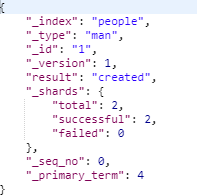 {
    "_index": "people",
    "_type": "man",
    "_id": "1",
    "_version": 1,
    "result": "created",
    "_shards": {
        "total": 2,
        "successful": 2,
        "failed": 0
    },
    "_seq_no": 0,
    "_primary_term": 4
}